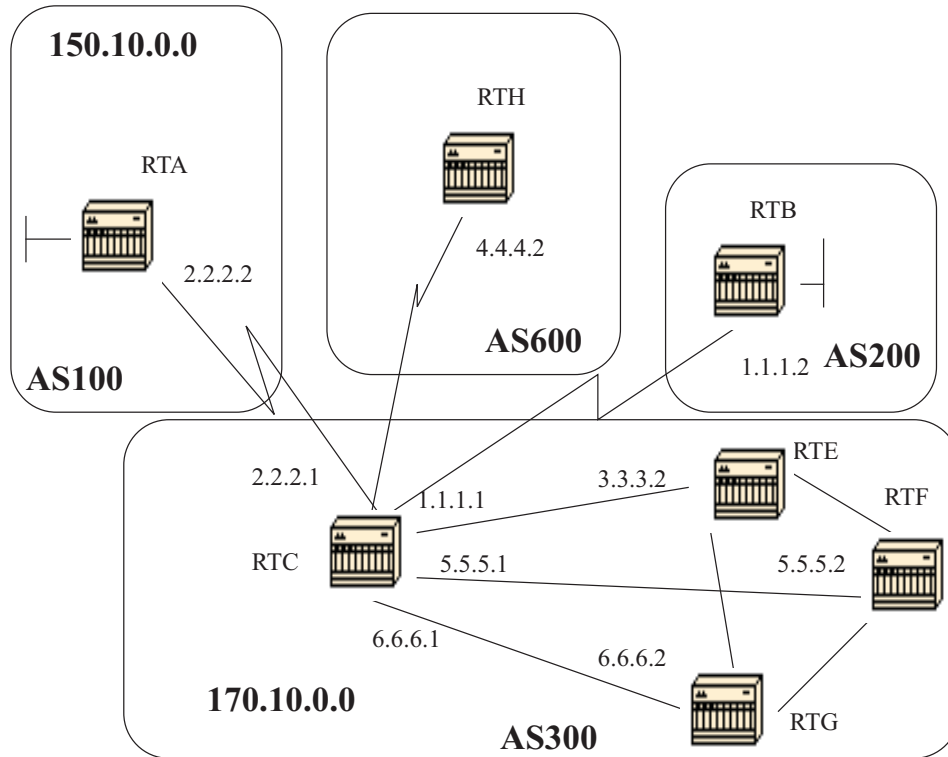 150.10.0.0
RTH
RTA
RTB
4.4.4.2
2.2.2.2
AS600
AS200
1.1.1.2
AS100
RTE
2.2.2.1
3.3.3.2
RTF
1.1.1.1
RTC
5.5.5.1
5.5.5.2
6.6.6.1
6.6.6.2
170.10.0.0
RTG
AS300